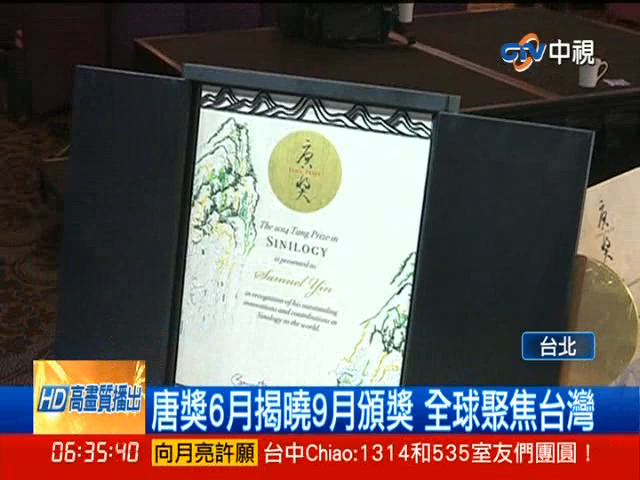 CTV中視
唐獎
TANG PRIZE
The 2014 Tang Prize in
SINILOGY
is presented to
Samuel Yin
in recognition of his outstanding
innovations and contributions in
Sinology to the world.
唐獎
台北
HD高畫質播出
唐獎6月揭曉9月頒獎 全球聚焦台灣
06:35:40 向月亮許願 台中Chiao:1314和535室友們團圓!